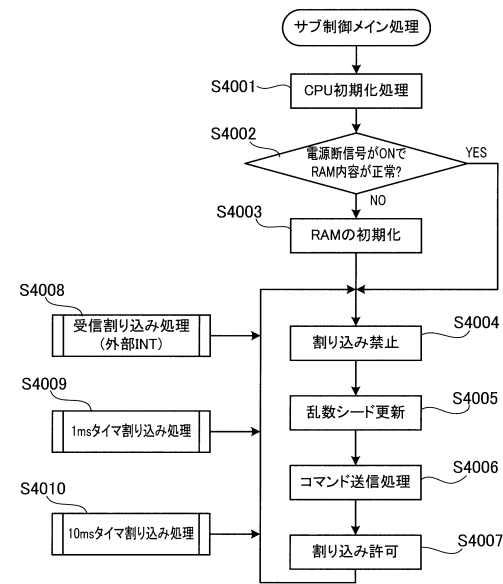 サブ制御メイン処理
S4001
CPU初期化処理
S4002
電源断信号がONで
RAM内容が正常?
YES
NO
S4003
RAMの初期化
S4008
受信割り込み処理
(外部INT)
S4004
割り込み禁止
S4009
1msタイマ割り込み処理
S4005
乱数シード更新
S4006
コマンド送信処理
S4010
10msタイマ割り込み処理
S4007
割り込み許可